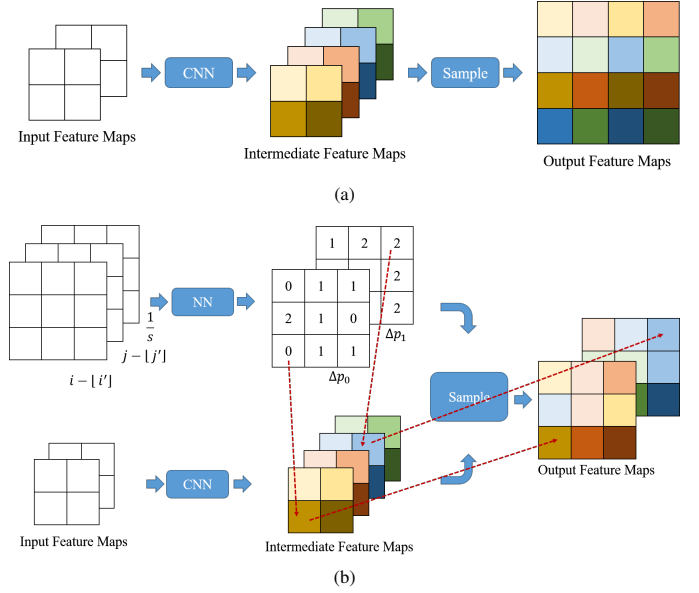 CNN
Sample
Input Feature Maps
Intermediate Feature Maps
Output Feature Maps
(a)
1 2 2
2
2
0 1 1
2 1 0
0 1 1
NN
1/s
j − ⌊j′⌋
i − ⌊i′⌋
Δp₁
Δp₀
Sample
CNN
Input Feature Maps
Intermediate Feature Maps
Output Feature Maps
(b)